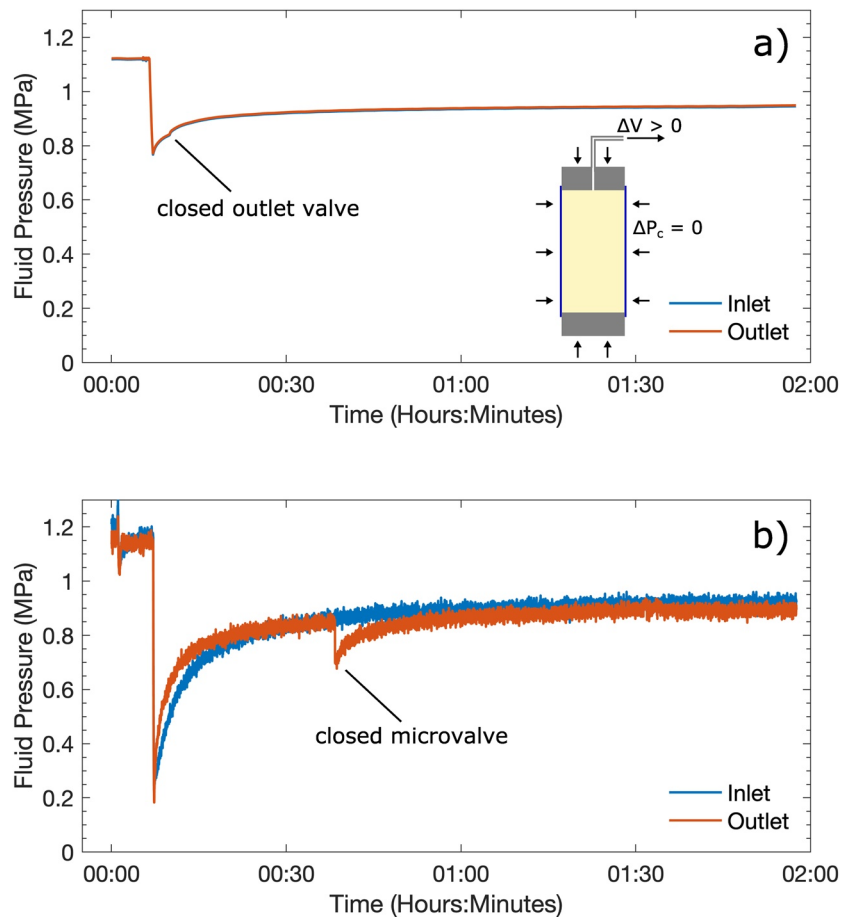 a)
1.2
1
0.8
0.6
0.4
0.2
0
Fluid Pressure (MPa)
closed outlet valve
ΔV > 0
ΔPc = 0
Inlet
Outlet
00:00 00:30 01:00 01:30 02:00
Time (Hours:Minutes)
b)
1.2
1
0.8
0.6
0.4
0.2
0
Fluid Pressure (MPa)
closed microvalve
Inlet
Outlet
00:00 00:30 01:00 01:30 02:00
Time (Hours:Minutes)